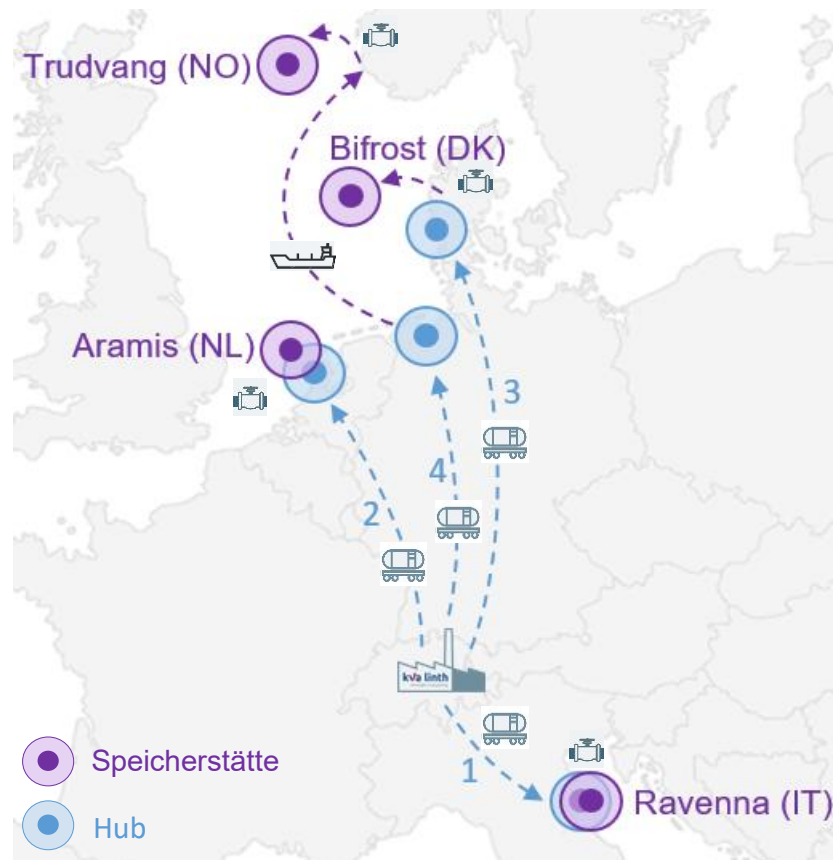 Trudvang (NO)
Bifrost (DK)
Aramis (NL)
3
4
2
kva linth
1
Speicherstätte
Ravenna (IT)
Hub